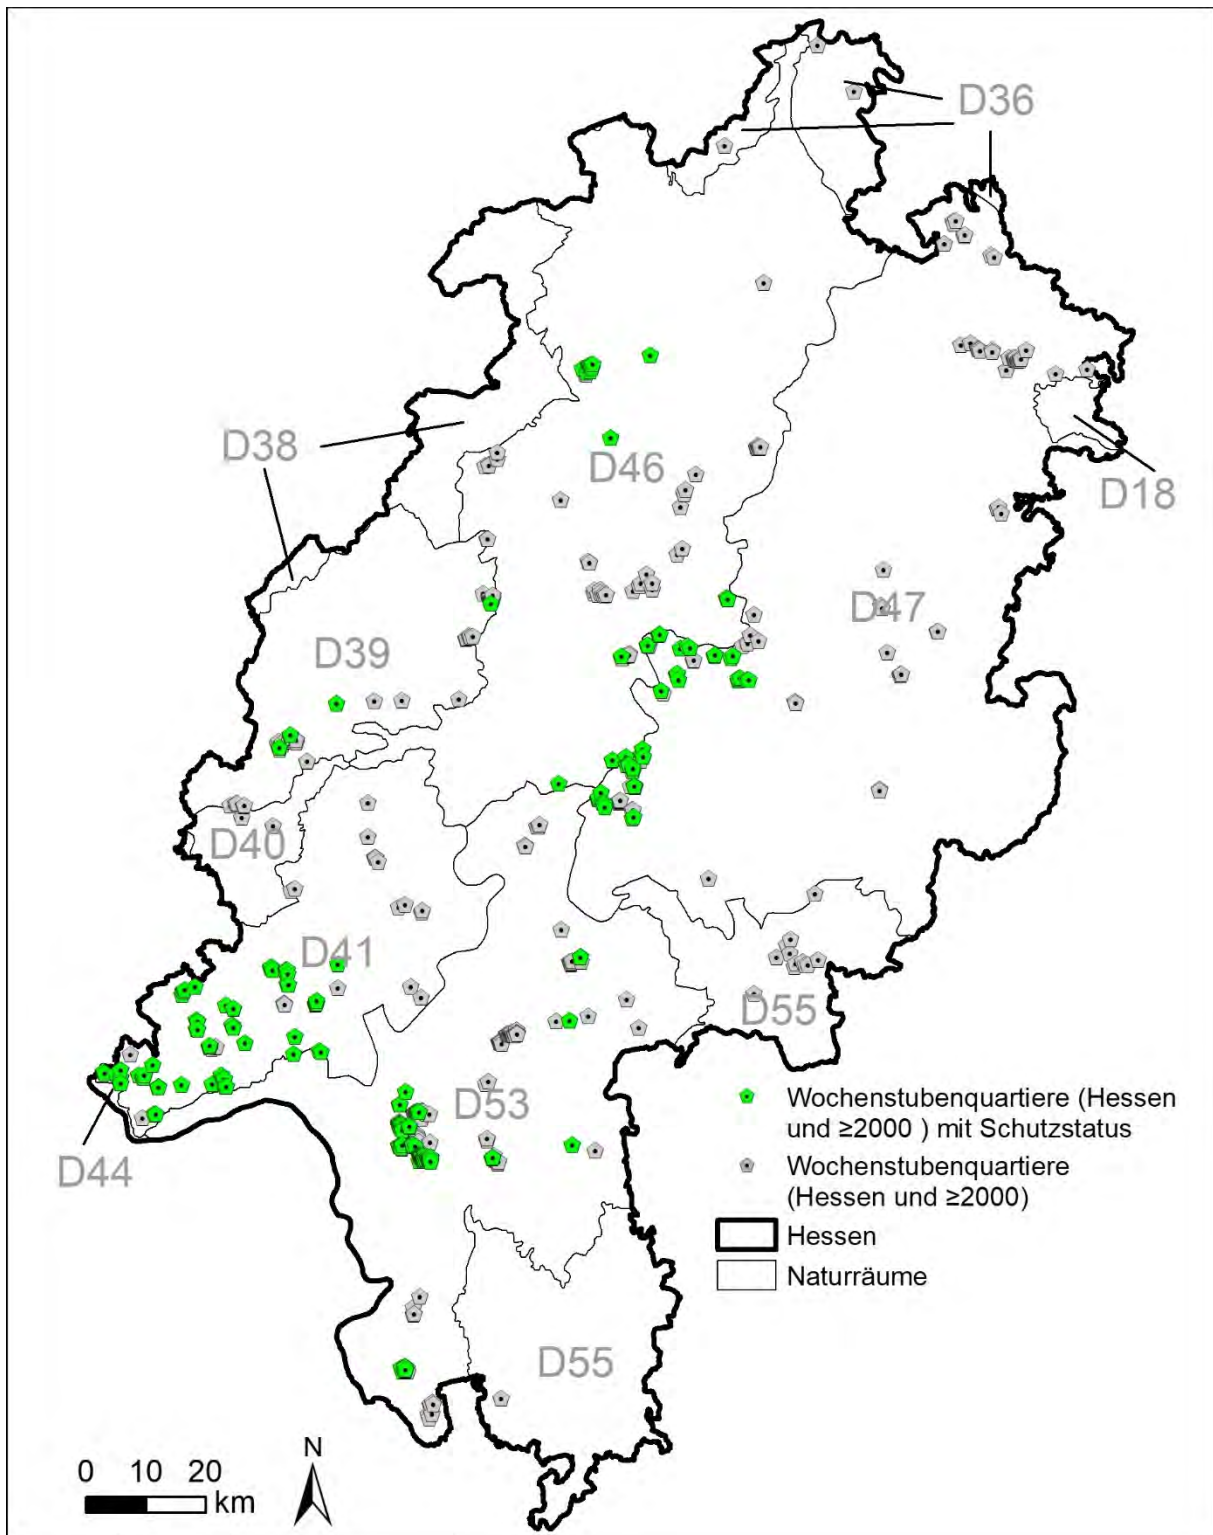 D36
D38
D46
D18
D47
D39
D40
D41
D55
D53
D44
Wochenstubenquartiere (Hessen
und ≥2000 ) mit Schutzstatus
Wochenstubenquartiere
(Hessen und ≥2000)
Hessen
Naturräume
D55
N
0 10 20
km